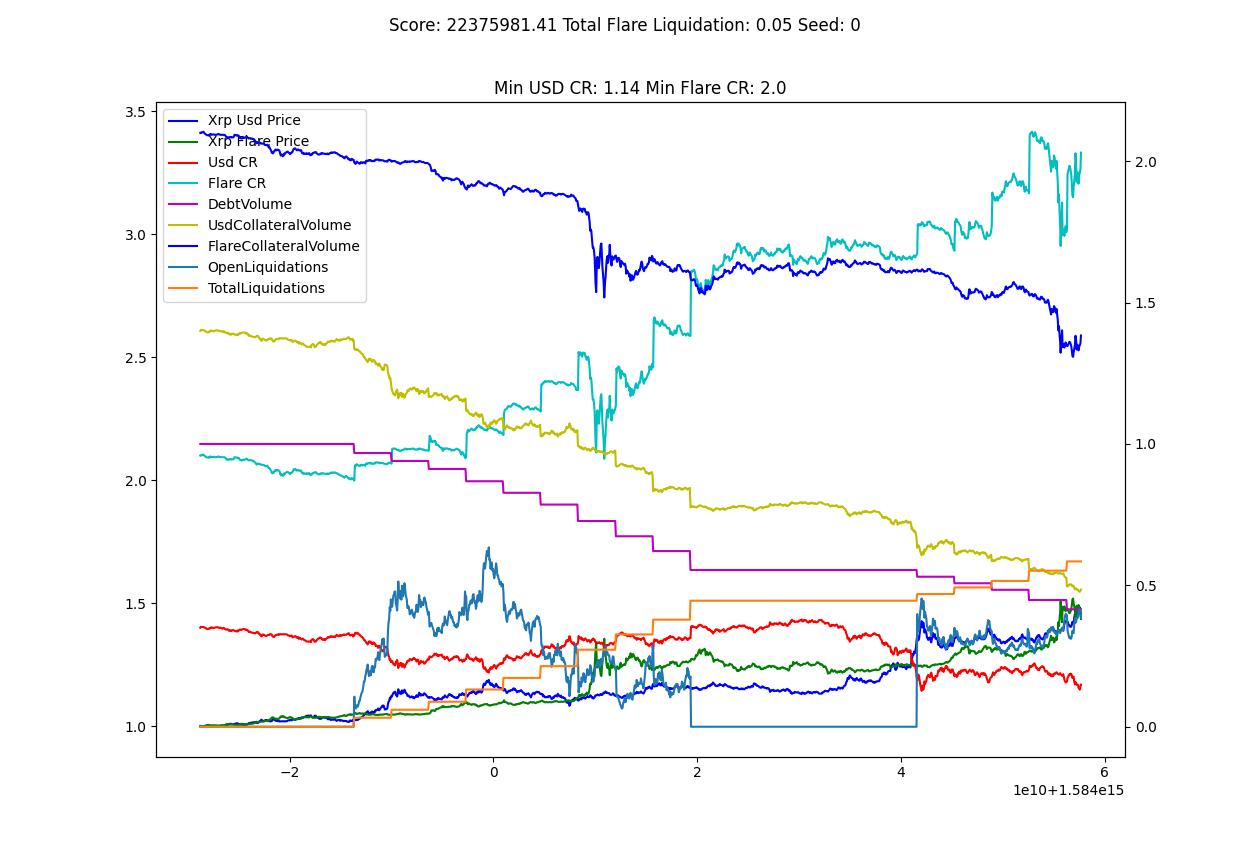 Score: 22375981.41 Total Flare Liquidation: 0.05 Seed: 0
Min USD CR: 1.14 Min Flare CR: 2.0
Xrp Usd Price
Xrp Flare Price
Usd CR
Flare CR
DebtVolume
UsdCollateralVolume
FlareCollateralVolume
OpenLiquidations
TotalLiquidations
3.5
3.0
2.5
2.0
1.5
1.0
2.0
1.5
1.0
0.5
0.0
−2 0 2 4 6
1e10+1.584e15